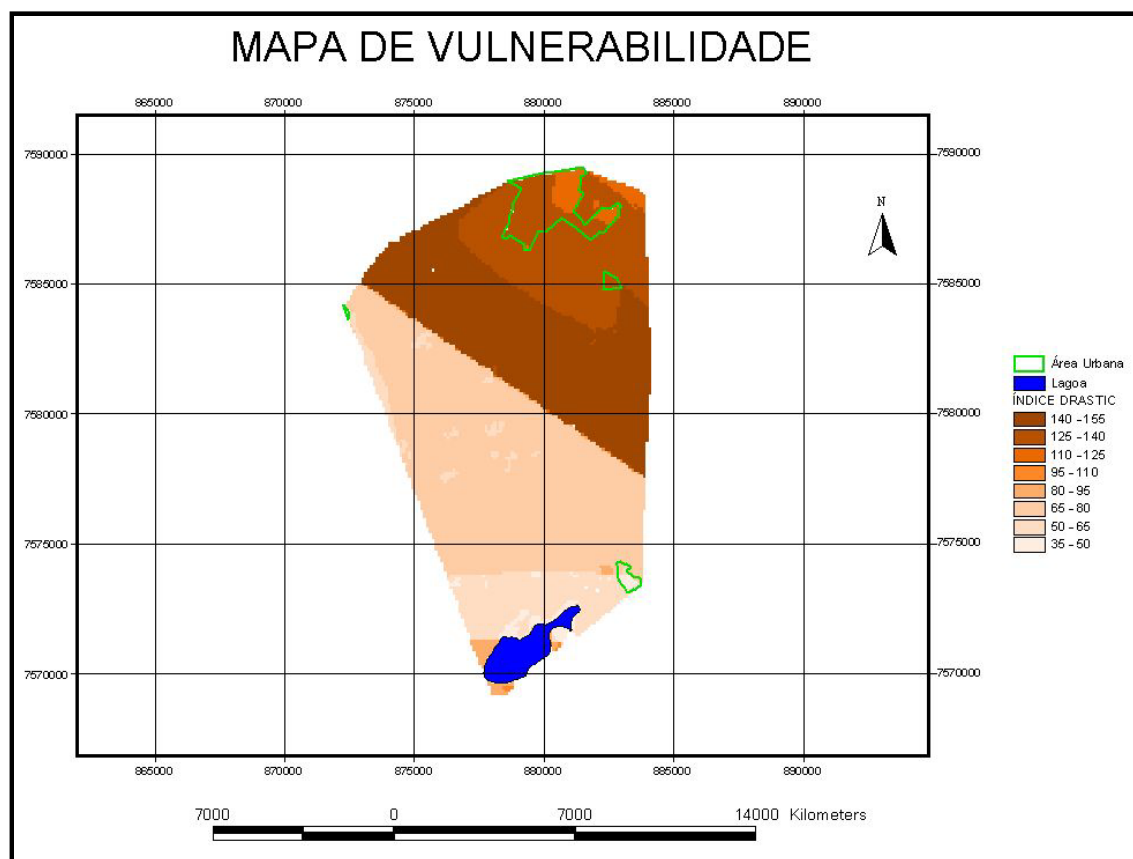 MAPA DE VULNERABILIDADE
865000 870000 875000 880000 885000 890000
7590000 7590000
N
7585000 7585000
7580000 7580000
7575000 7575000
7570000 7570000
865000 870000 875000 880000 885000 890000
Área Urbana
Lagoa
ÍNDICE DRASTIC
140 - 155
125 - 140
110 - 125
95 - 110
80 - 95
65 - 80
50 - 65
35 - 50
7000 0 7000 14000 Kilometers